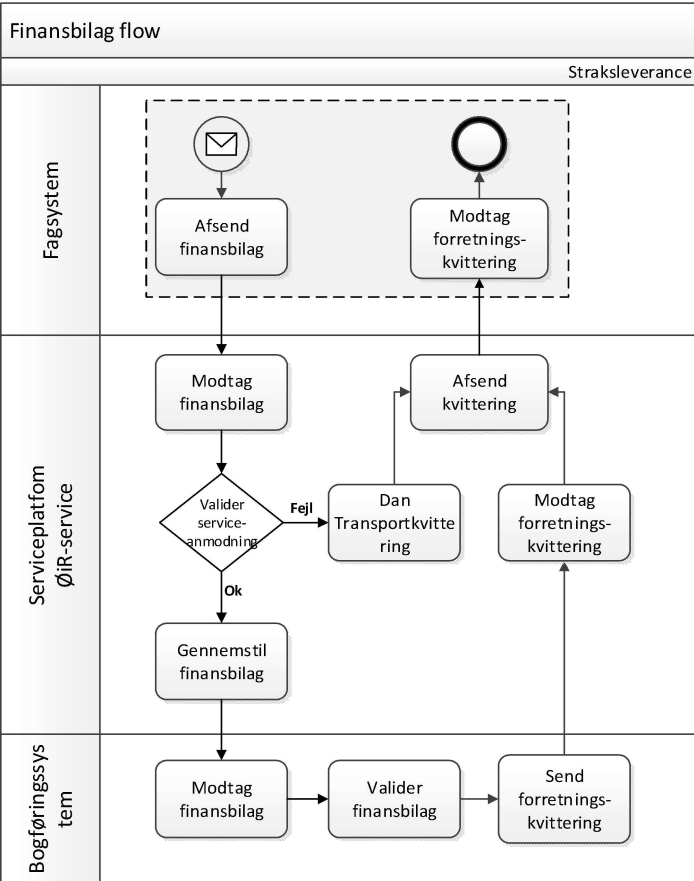 Finansbilag flow
Straksleverance
Fagsystem
Afsend
finansbilag
Modtag
forretnings-
kvittering
Serviceplatfom
ØiR-service
Modtag
finansbilag
Afsend
kvittering
Valider
service-
anmodning
Fejl
Dan
Transportkvitte
ring
Modtag
forretnings-
kvittering
Ok
Gennemstil
finansbilag
Bogføringssys
tem
Modtag
finansbilag
Valider
finansbilag
Send
forretnings-
kvittering